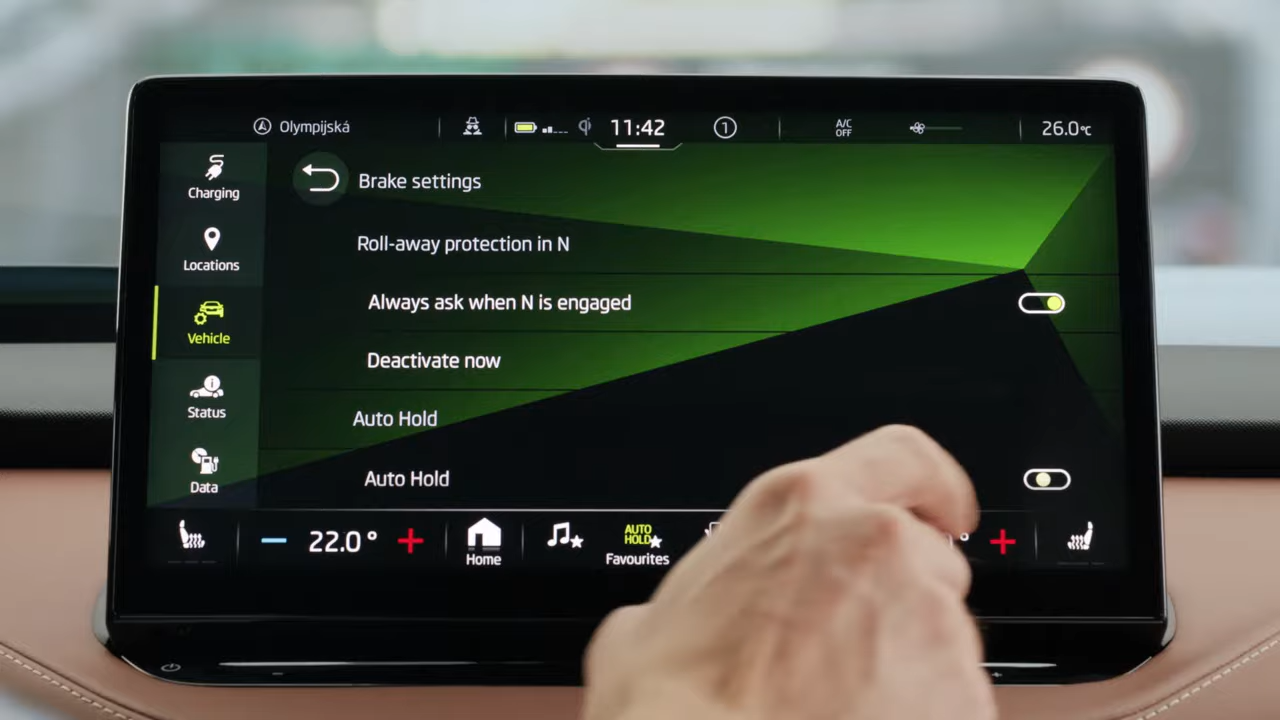 Olympijská
11:42
1
A/C
OFF
26.0°C
Charging
Brake settings
Roll-away protection in N
Locations
Always ask when N is engaged
Vehicle
Deactivate now
Status
Auto Hold
Data
Auto Hold
22.0°
Home
AUTO
HOLD
Favourites